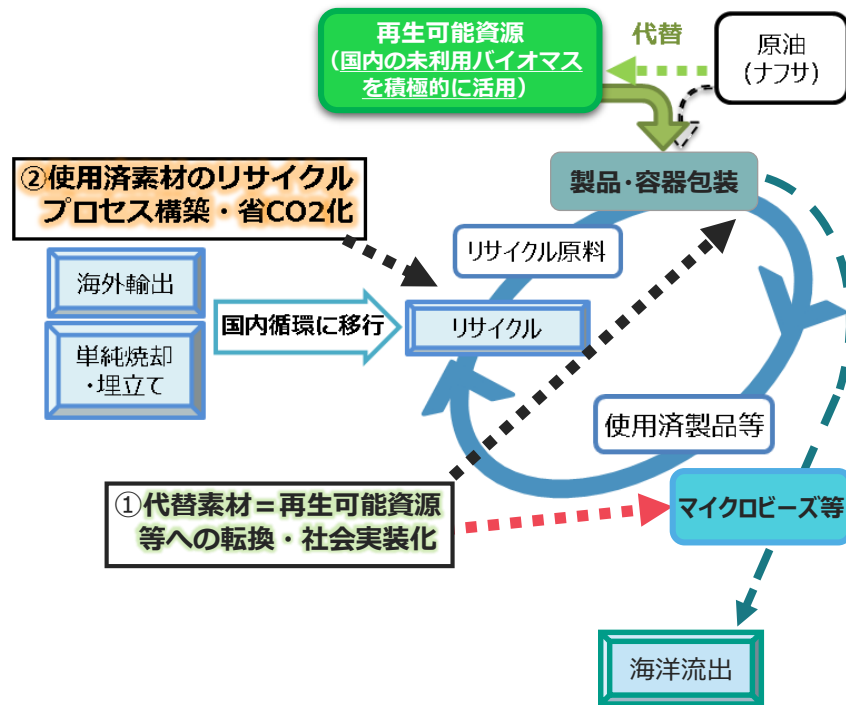 再生可能資源
（国内の未利用バイオマス
を積極的に活用）
代替
原油
(ナフサ)
②使用済素材のリサイクル
プロセス構築・省CO2化
製品・容器包装
リサイクル原料
海外輸出
国内循環に移行
リサイクル
単純焼却
・埋立て
使用済製品等
①代替素材＝再生可能資源
等への転換・社会実装化
マイクロビーズ等
海洋流出